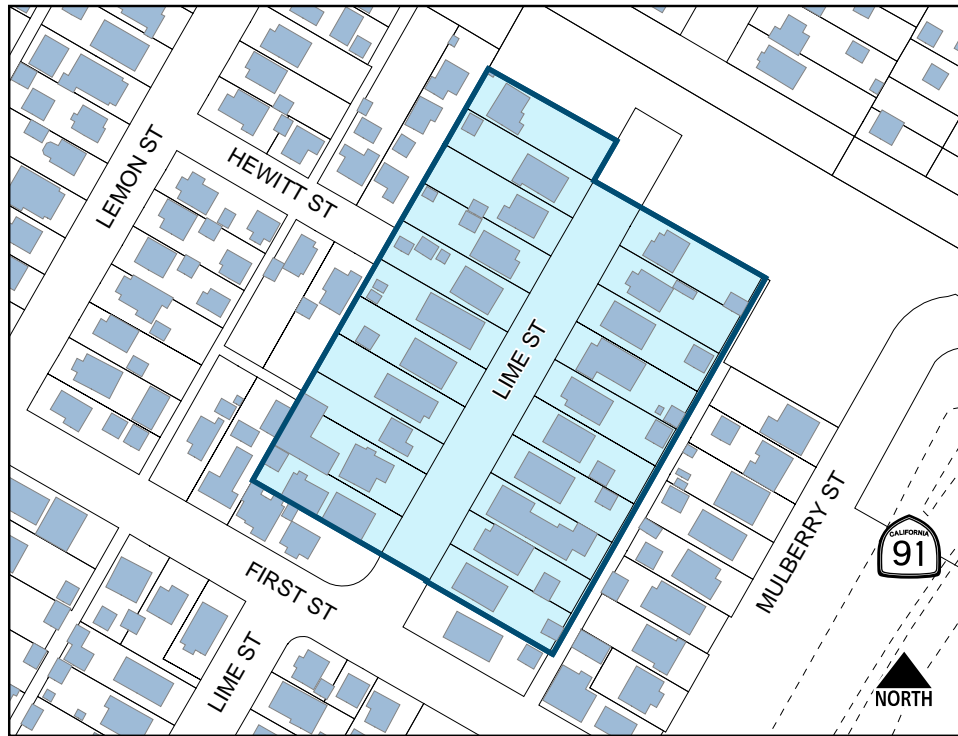 LEMON ST
HEWITT ST
LIME ST
MULBERRY ST
CALIFORNIA
91
FIRST ST
LIME ST
NORTH